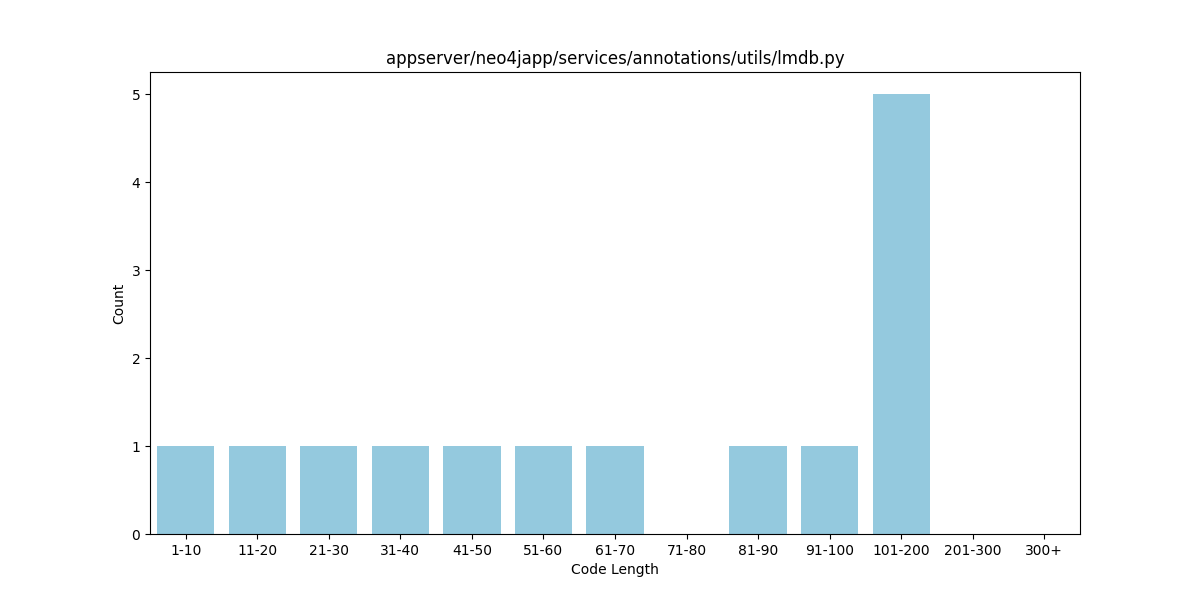 appserver/neo4japp/services/annotations/utils/lmdb.py
Count
5
4
3
2
1
0
1-10 11-20 21-30 31-40 41-50 51-60 61-70 71-80 81-90 91-100 101-200 201-300 300+
Code Length